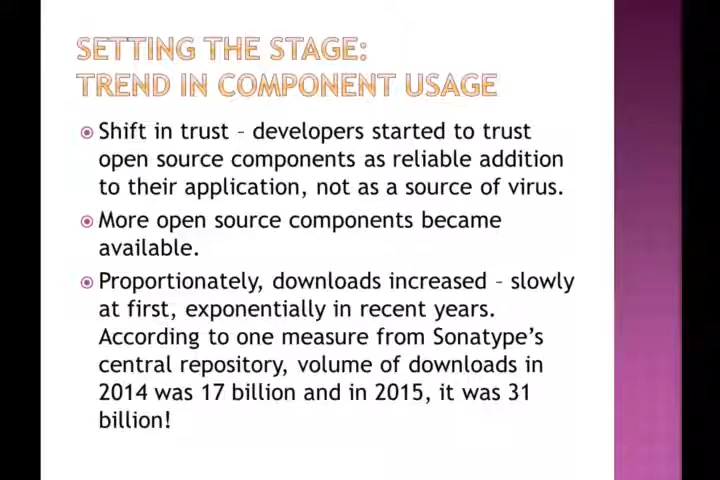 SETTING THE STAGE:
TREND IN COMPONENT USAGE
Shift in trust – developers started to trust
open source components as reliable addition
to their application, not as a source of virus.
More open source components became
available.
Proportionately, downloads increased – slowly
at first, exponentially in recent years.
According to one measure from Sonatype's
central repository, volume of downloads in
2014 was 17 billion and in 2015, it was 31
billion!